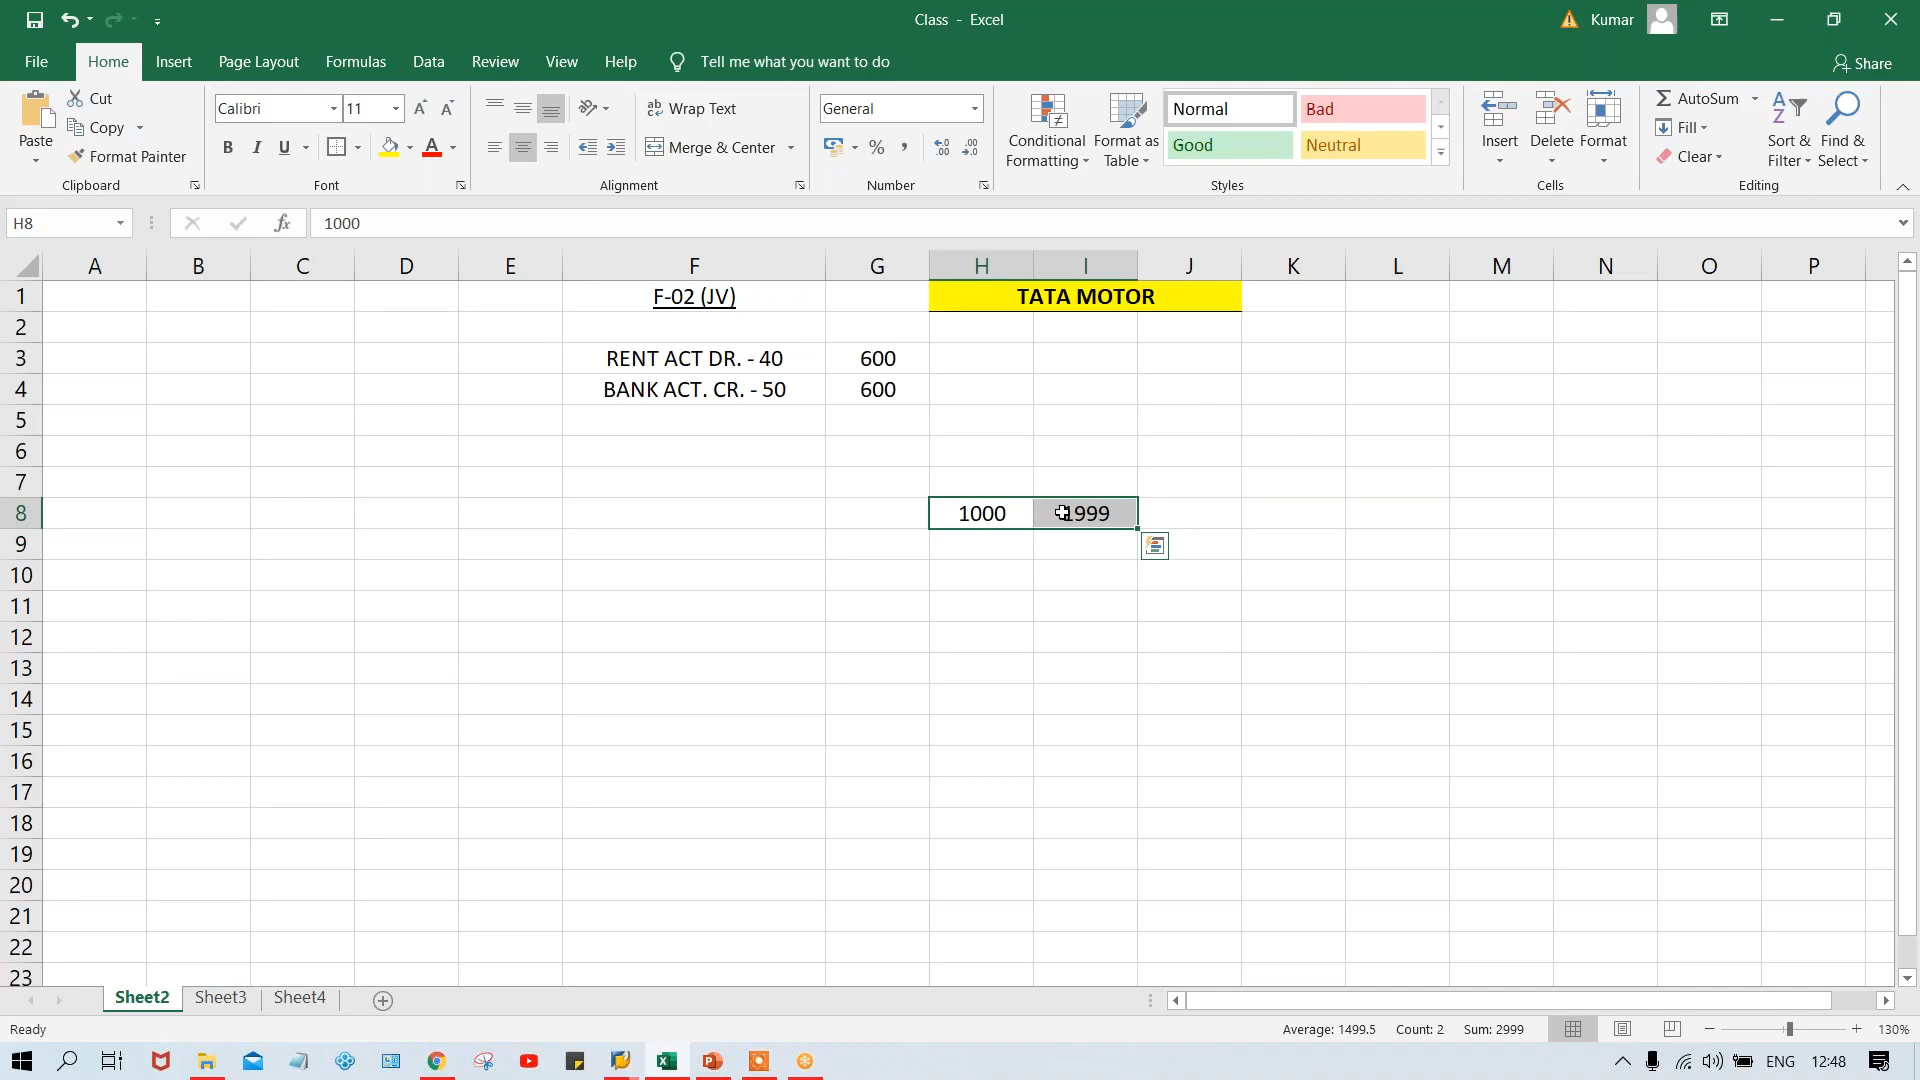 Class - Excel
Kumar
File Home Insert Page Layout Formulas Data Review View Help Tell me what you want to do
Share
Paste
Cut
Copy
Format Painter
Clipboard
Calibri 11
B I U A
Font
Wrap Text
Merge & Center
Alignment
General
Number
Conditional Formatting
Format as Table
Normal Bad
Good Neutral
Styles
Insert Delete Format
Cells
AutoSum
Fill
Clear
Sort & Filter
Find & Select
Editing
H8 fx 1000
A B C D E F G H I J K L M N O P
1 F-02 (JV) TATA MOTOR
2
3 RENT ACT DR. - 40 600
4 BANK ACT. CR. - 50 600
5
6
7
8 1000 1999
9
10
11
12
13
14
15
16
17
18
19
20
21
22
23
Sheet2 Sheet3 Sheet4
Ready Average: 1499.5 Count: 2 Sum: 2999 130%
ENG 12:48